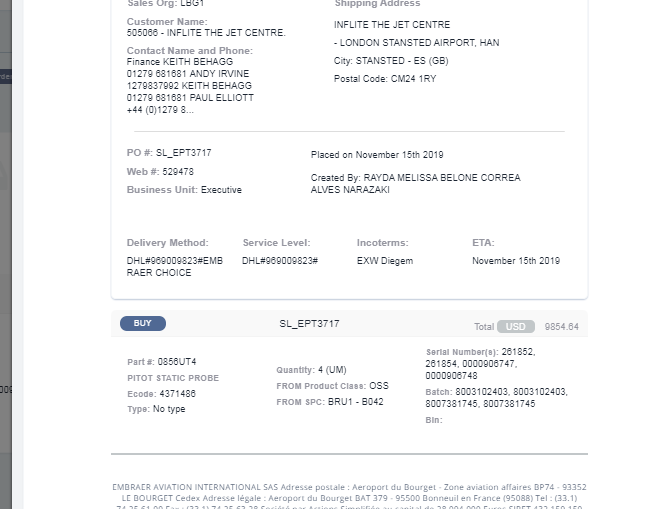 Sales Org: LBG1
Shipping Address
Customer Name:
505066 - INFLITE THE JET CENTRE.
INFLITE THE JET CENTRE
Contact Name and Phone:
- LONDON STANSTED AIRPORT, HAN
Finance KEITH BEHAGG
City: STANSTED - ES (GB)
01279 681681 ANDY IRVINE
Postal Code: CM24 1RY
1279837992 KEITH BEHAGG
01279 681681 PAUL ELLIOTT
+44 (0)1279 8...
PO #: SL_EPT3717
Placed on November 15th 2019
Web #: 529478
Created By: RAYDA MELISSA BELONE CORREA
ALVES NARAZAKI
Business Unit: Executive
Delivery Method:
DHL#969009823#EMB
RAER CHOICE
Service Level:
DHL#969009823#
Incoterms:
EXW Diegem
ETA:
November 15th 2019
BUY
SL_EPT3717
Total USD 9854.64
Part #: 0856UT4
PITOT STATIC PROBE
Ecode: 4371486
Type: No type
Quantity: 4 (UM)
FROM Product Class: OSS
FROM SPC: BRU1 - B042
Serial Number(s): 261852,
261854, 0000906747,
0000906748
Batch: 8003102403, 8003102403,
8007381745, 8007381745
Bin:
EMBRAER AVIATION INTERNATIONAL SAS Adresse postale : Aeroport du Bourget - Zone aviation affaires BP74 - 93352
LE BOURGET Cedex Adresse légale : Aeroport du Bourget BAT 379 - 95500 Bonneuil en France (95088) Tel : (33.1)